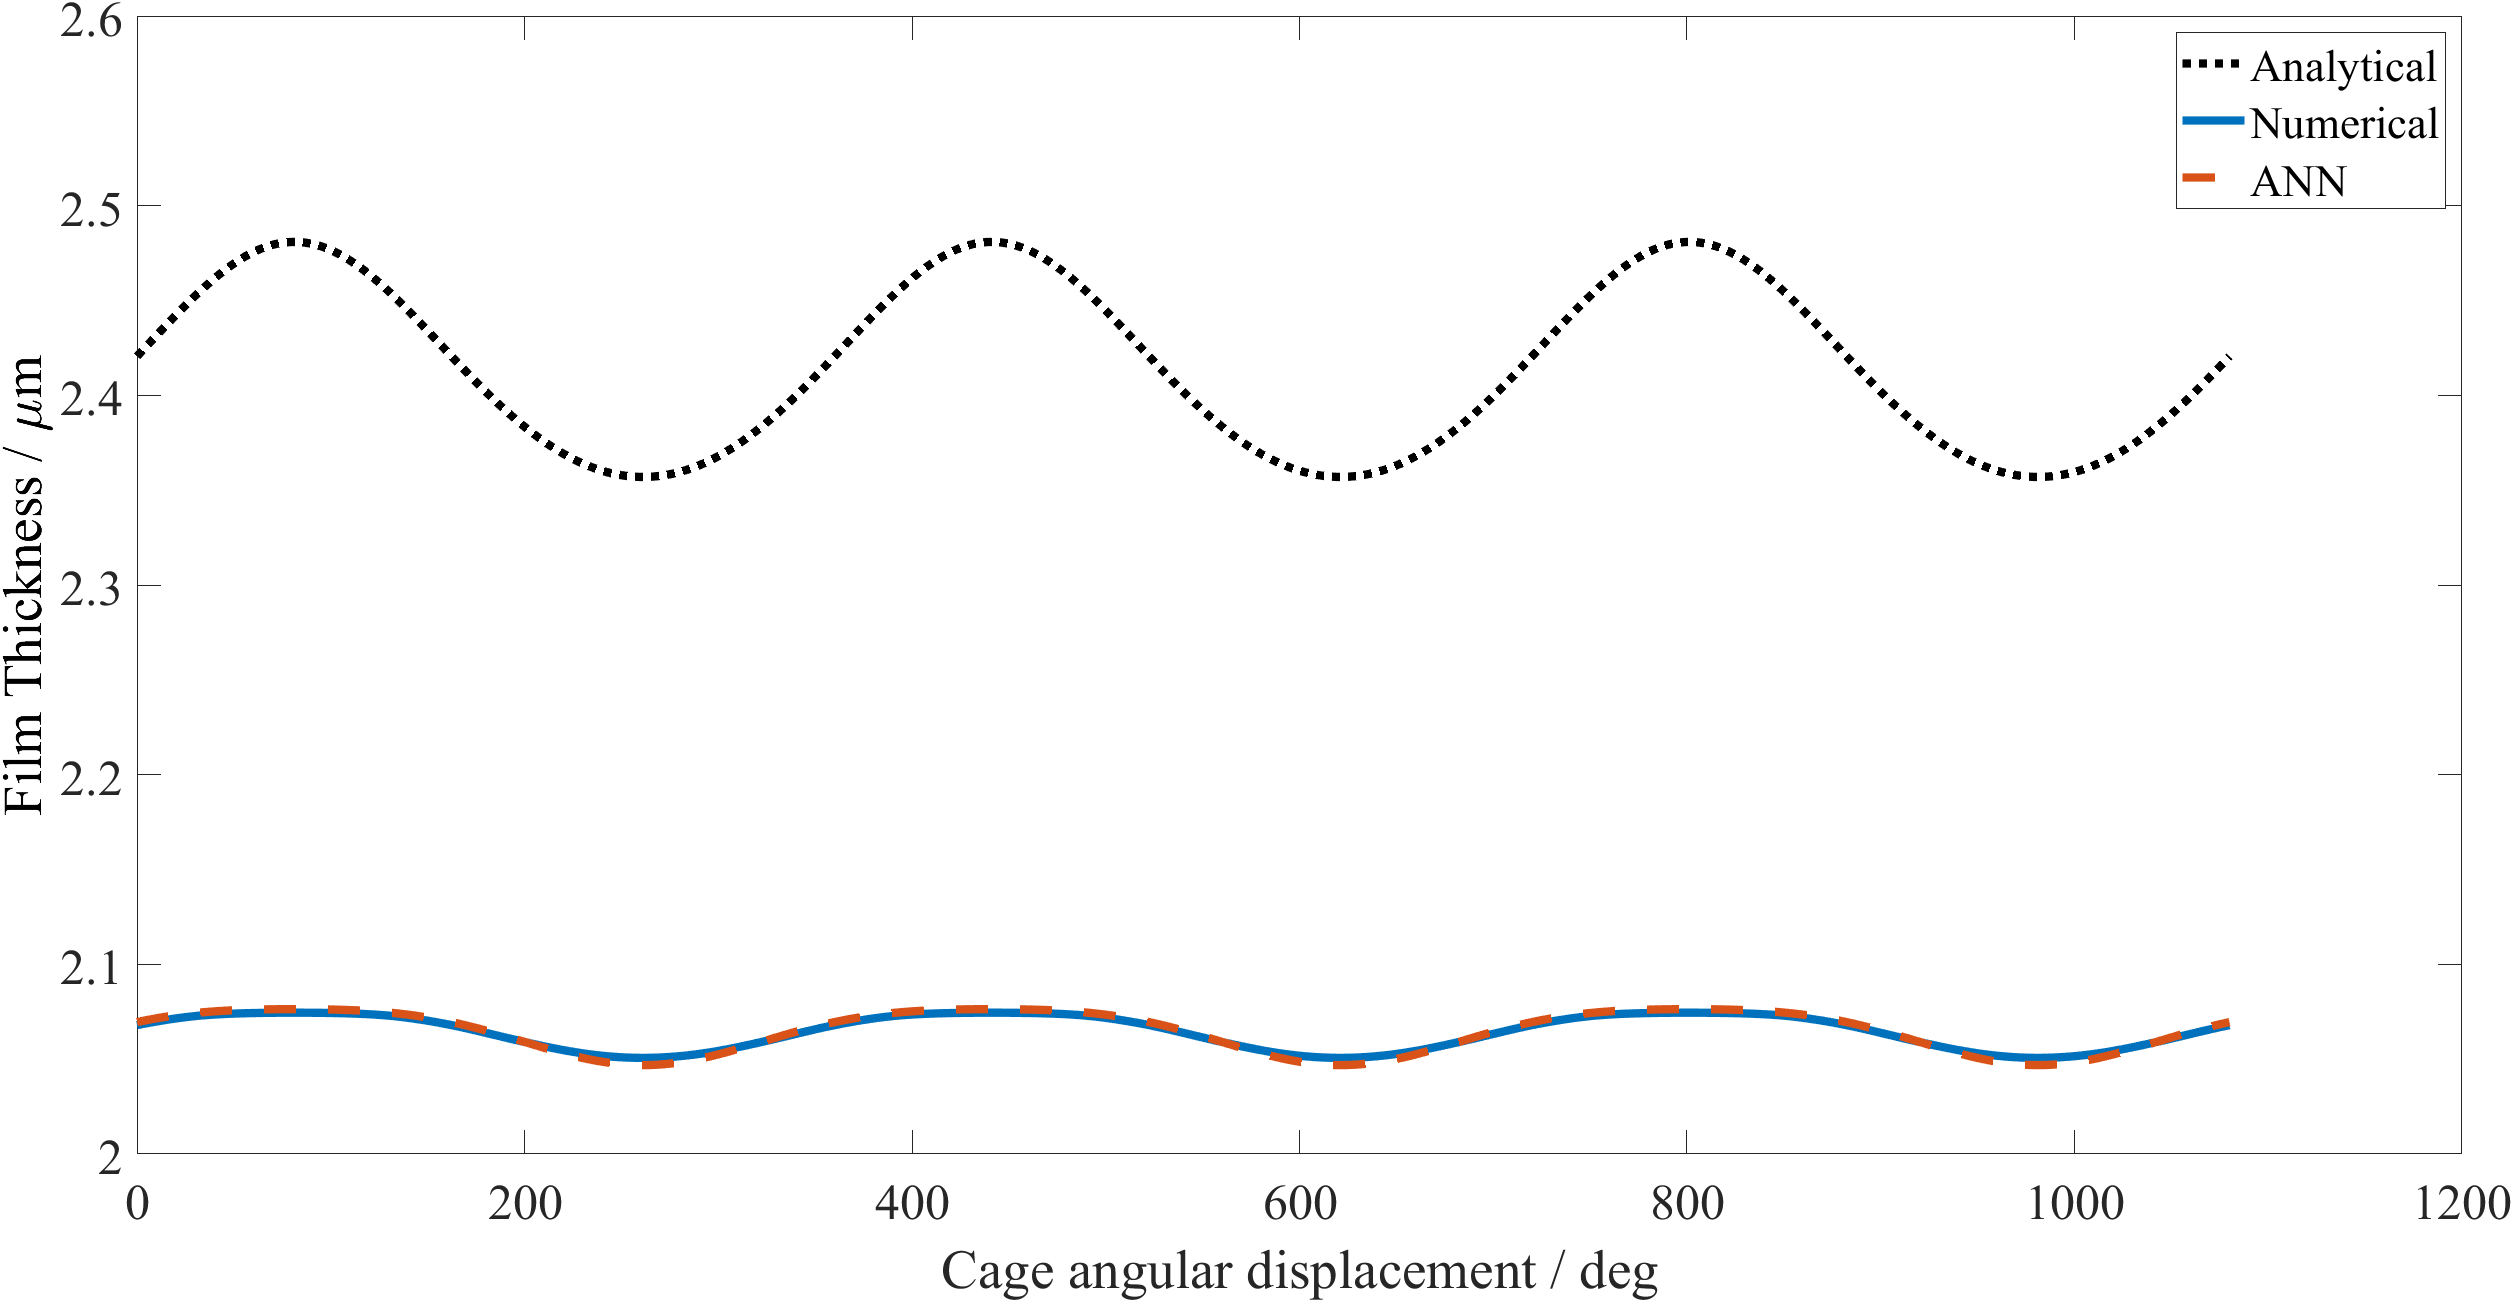 2.6
2.5
2.4
2.3
2.2
2.1
2
Film Thickness / μm
Analytical
Numerical
ANN
0 200 400 600 800 1000 1200
Cage angular displacement / deg